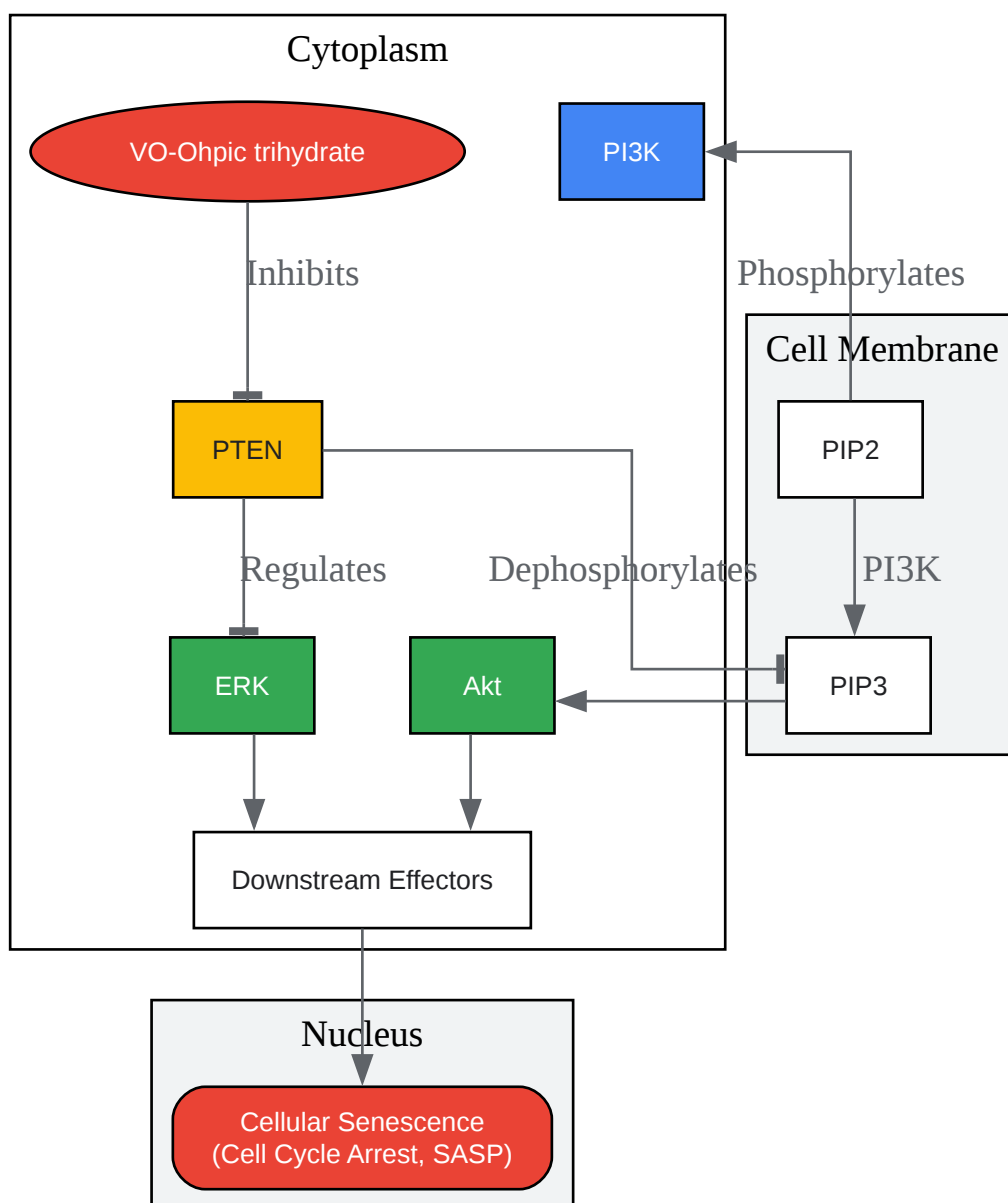 Cytoplasm
VO-Ohpic trihydrate
PI3K
Inhibits
Phosphorylates
Cell Membrane
PTEN
PIP2
Regulates
Dephosphorylates
PI3K
ERK
Akt
PIP3
Downstream Effectors
Nucleus
Cellular Senescence
(Cell Cycle Arrest, SASP)